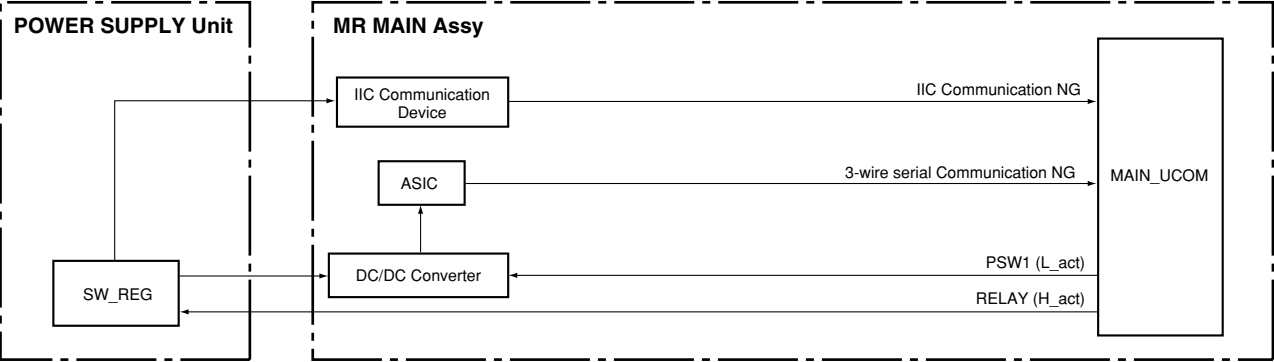 POWER SUPPLY Unit
MR MAIN Assy
IIC Communication
Device
IIC Communication NG
ASIC
3-wire serial Communication NG
MAIN_UCOM
DC/DC Converter
PSW1 (L_act)
SW_REG
RELAY (H_act)